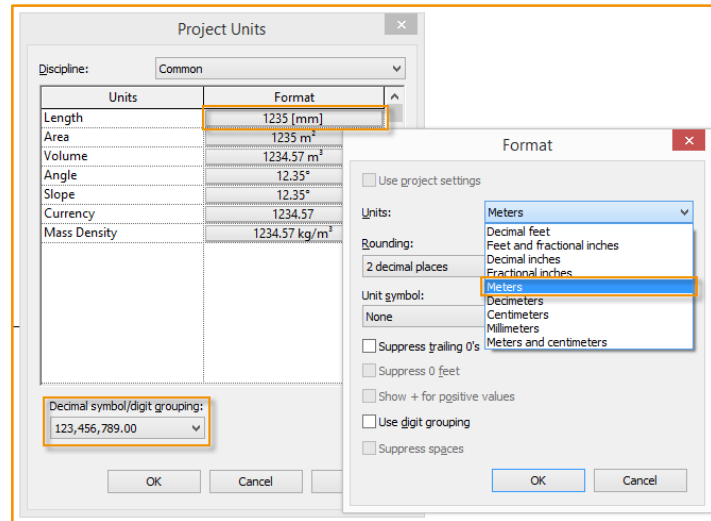 Project Units
Discipline: Common
Units Format
Length 1235 [mm]
Area 1235 m²
Volume 1234.57 m³
Angle 12.35°
Slope 12.35°
Currency 1234.57
Mass Density 1234.57 kg/m³
Decimal symbol/digit grouping:
123,456,789.00
OK Cancel
Format
Use project settings
Units: Meters
Decimal feet
Feet and fractional inches
Rounding:
Decimal inches
2 decimal places
Fractional inches
Meters
Unit symbol:
Decimeters
None
Centimeters
Millimeters
Suppress trailing 0's
Meters and centimeters
Suppress 0 feet
Show + for positive values
Use digit grouping
Suppress spaces
OK Cancel